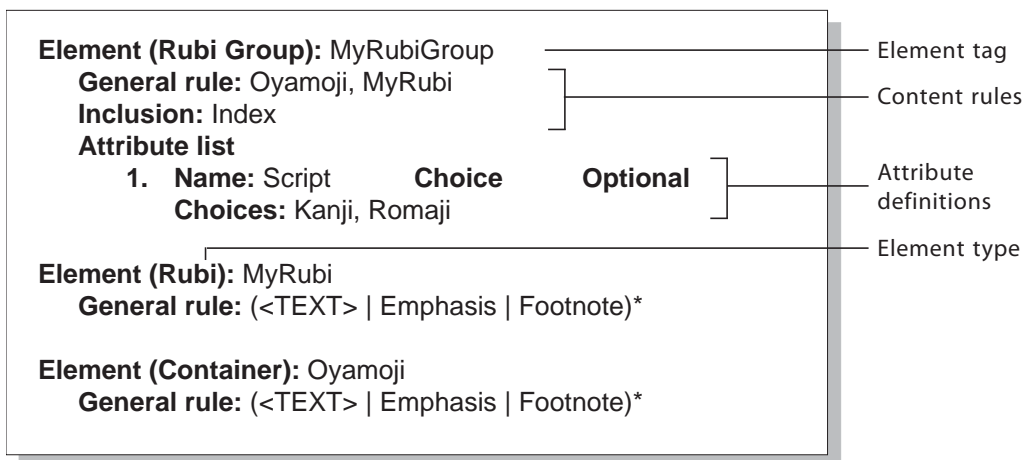 Element (Rubi Group): MyRubiGroup
Element tag
General rule: Oyamoji, MyRubi
Inclusion: Index
Content rules
Attribute list
1. Name: Script Choice Optional
Choices: Kanji, Romaji
Attribute
definitions
Element type
Element (Rubi): MyRubi
General rule: (<TEXT> | Emphasis | Footnote)*
Element (Container): Oyamoji
General rule: (<TEXT> | Emphasis | Footnote)*